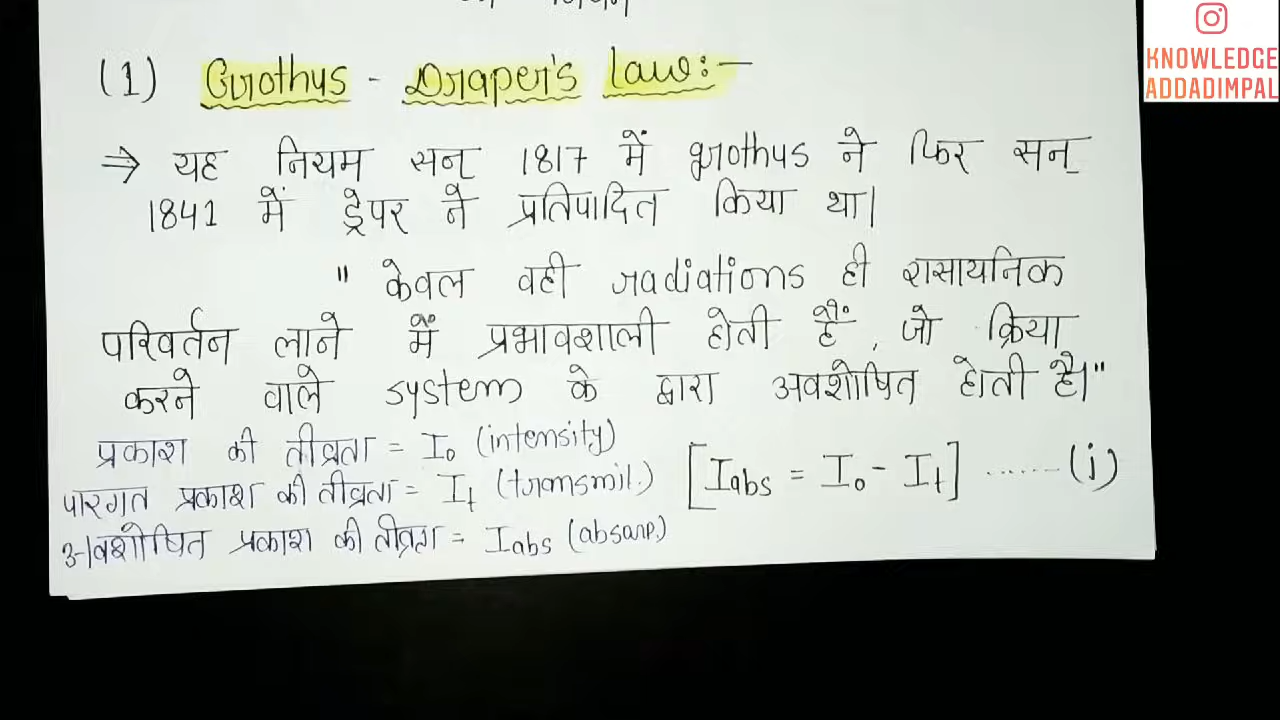 नियम
KNOWLEDGE
ADDADIMPAL
(1) Grothus - Draper's Law:-
⇒ यह नियम सन् 1817 में grothus ने फिर सन्
1841 में ड्रेपर ने प्रतिपादित किया था।
" केवल वही radiations ही रासायनिक
परिवर्तन लाने में प्रभावशाली होती हैं, जो क्रिया
करने वाले system के द्वारा अवशोषित होती है।"
प्रकाश की तीव्रता = I₀ (intensity)
पारगत प्रकाश की तीव्रता = Iₜ (transmit.) [Iabs = I₀ - Iₜ] ...... (i)
अवशोषित प्रकाश की तीव्रता = Iabs (absorp.)